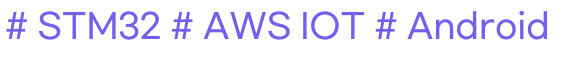 # STM32 # AWS IOT # Android